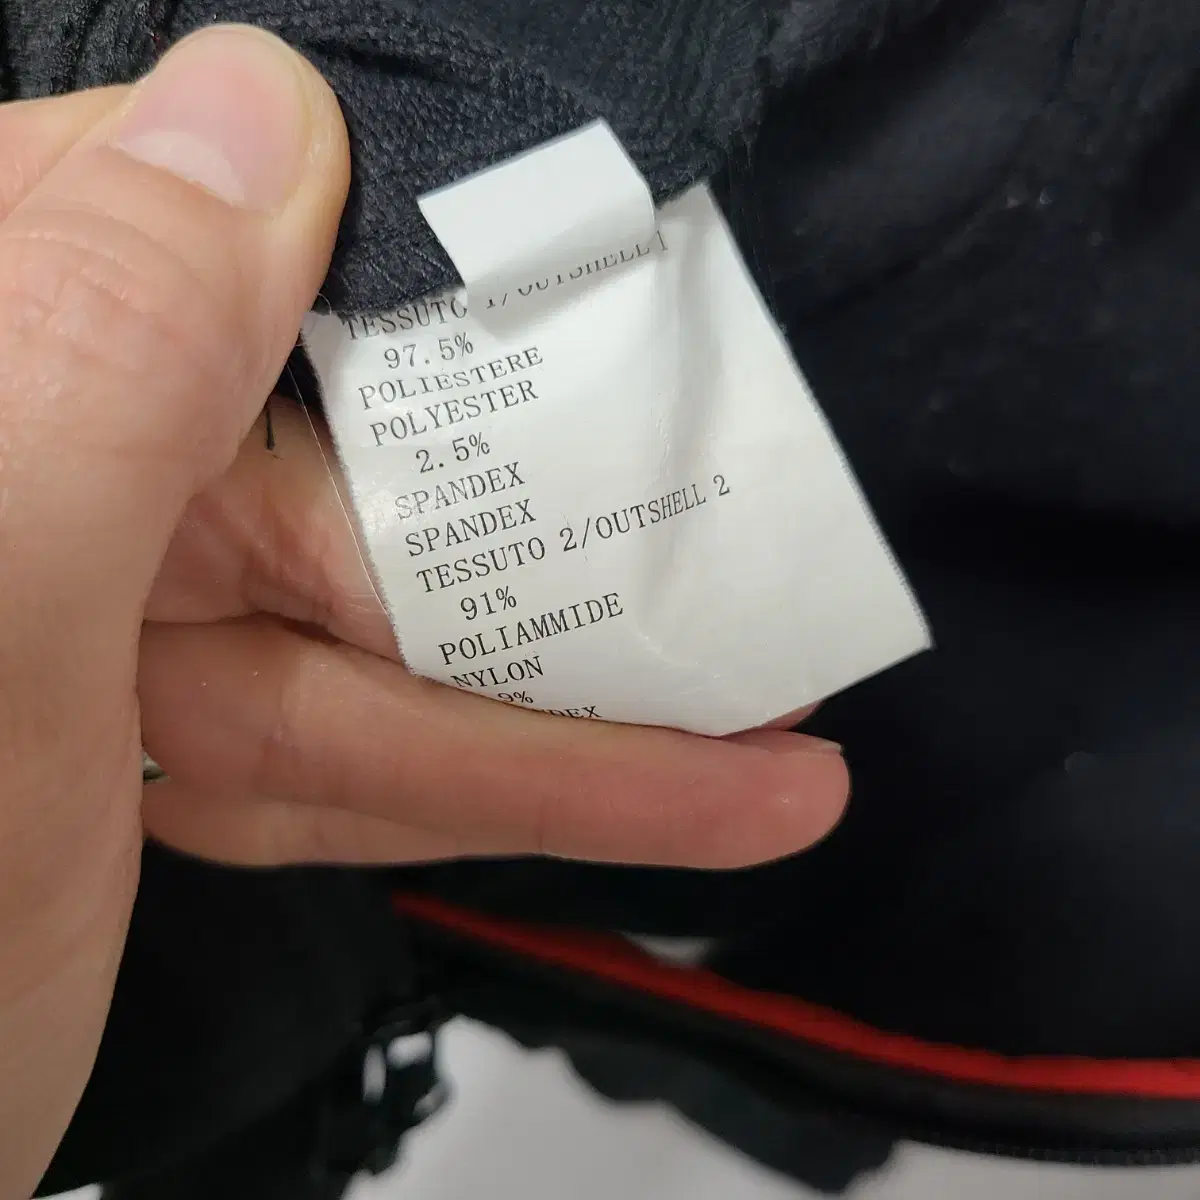 TESSUTO 1/OUTSHELL 1
97.5%
POLIESTERE
POLYESTER
2.5%
SPANDEX
SPANDEX
TESSUTO 2/OUTSHELL 2
91%
POLIAMMIDE
NYLON
9%